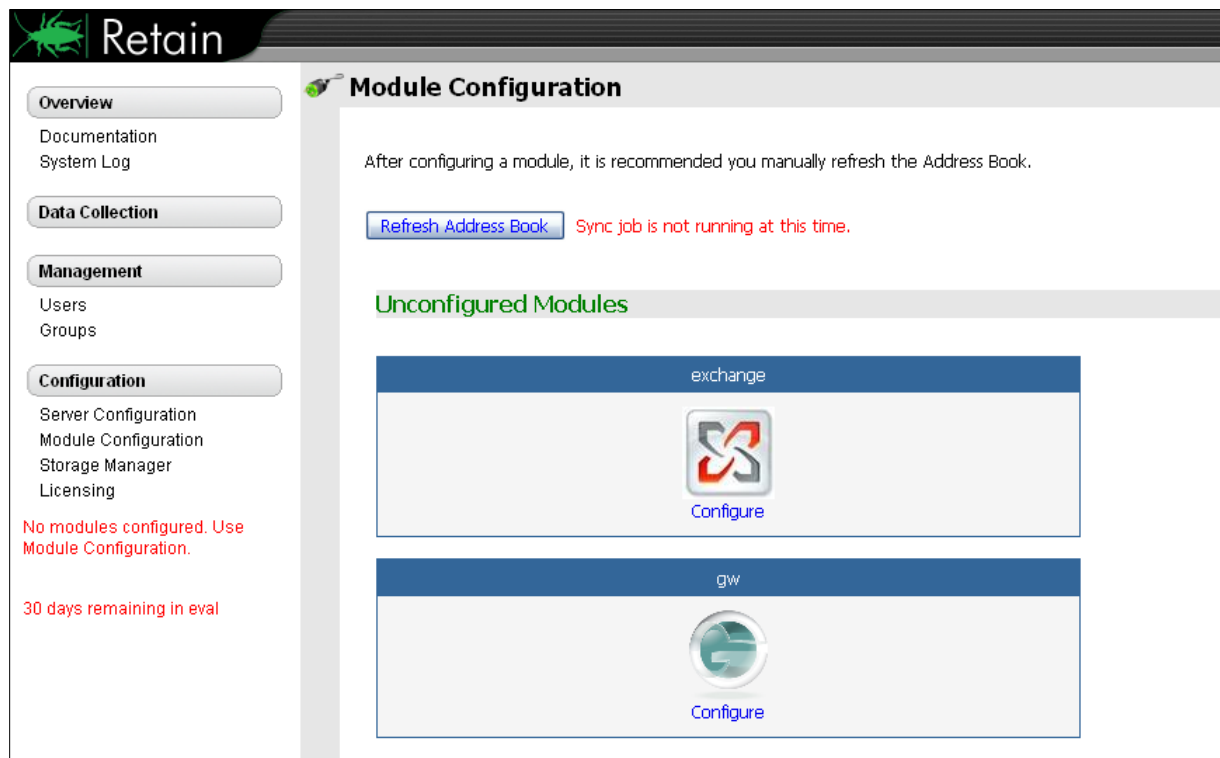 Retain
Overview
Documentation
System Log
Data Collection
Management
Users
Groups
Configuration
Server Configuration
Module Configuration
Storage Manager
Licensing
No modules configured. Use
Module Configuration.
30 days remaining in eval
Module Configuration
After configuring a module, it is recommended you manually refresh the Address Book.
Refresh Address Book Sync job is not running at this time.
Unconfigured Modules
exchange
Configure
gw
Configure